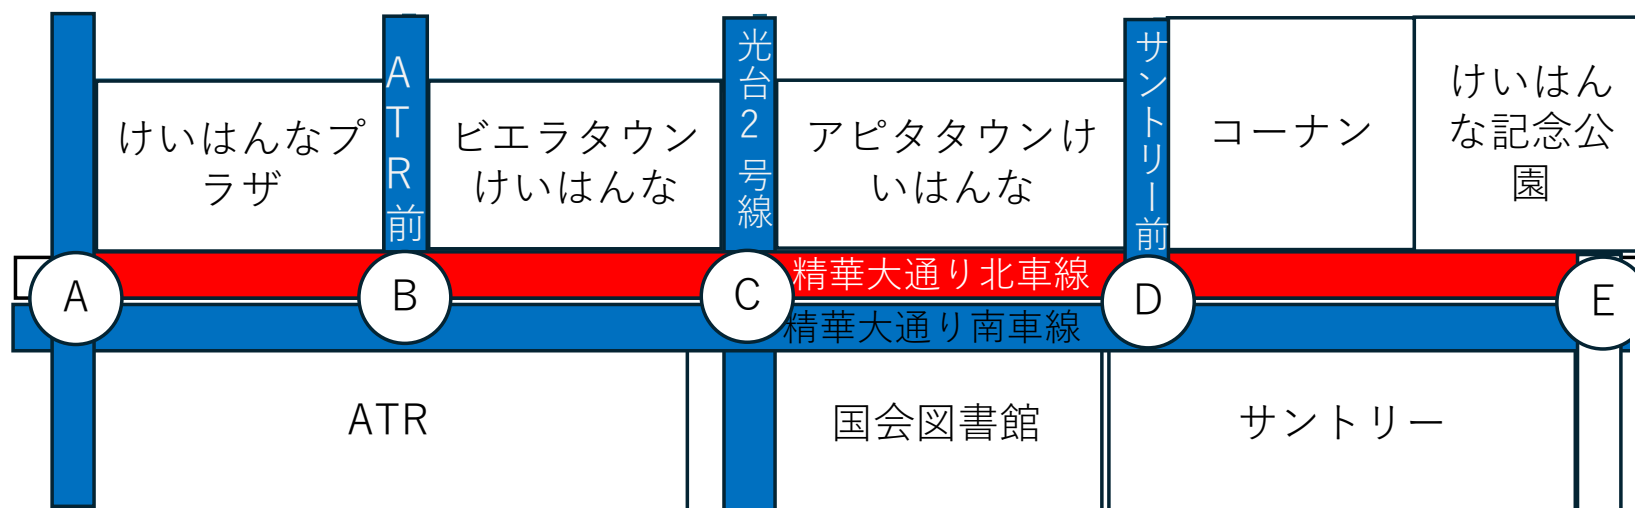 けいはんなプ
ラザ
ATR前
ビエラタウン
けいはんな
光台2号線
アピタタウンけ
いはんな
サントリー前
コーナン
けいはん
な記念公
園
A
B
C
精華大通り北車線
D
E
精華大通り南車線
ATR
国会図書館
サントリー